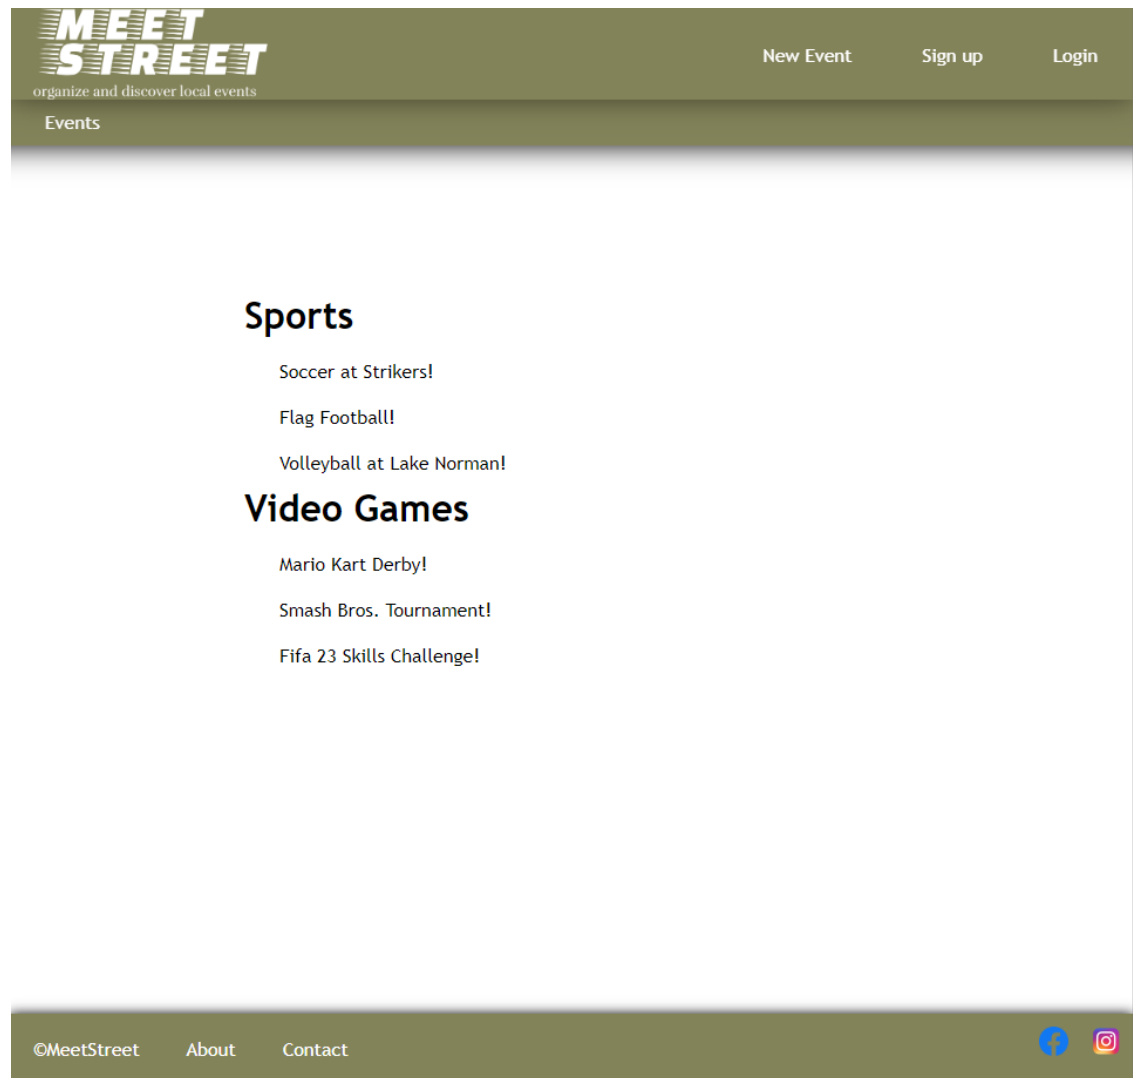 MEET
STREET
organize and discover local events
New Event Sign up Login
Events
Sports
Soccer at Strikers!
Flag Football!
Volleyball at Lake Norman!
Video Games
Mario Kart Derby!
Smash Bros. Tournament!
Fifa 23 Skills Challenge!
©MeetStreet About Contact